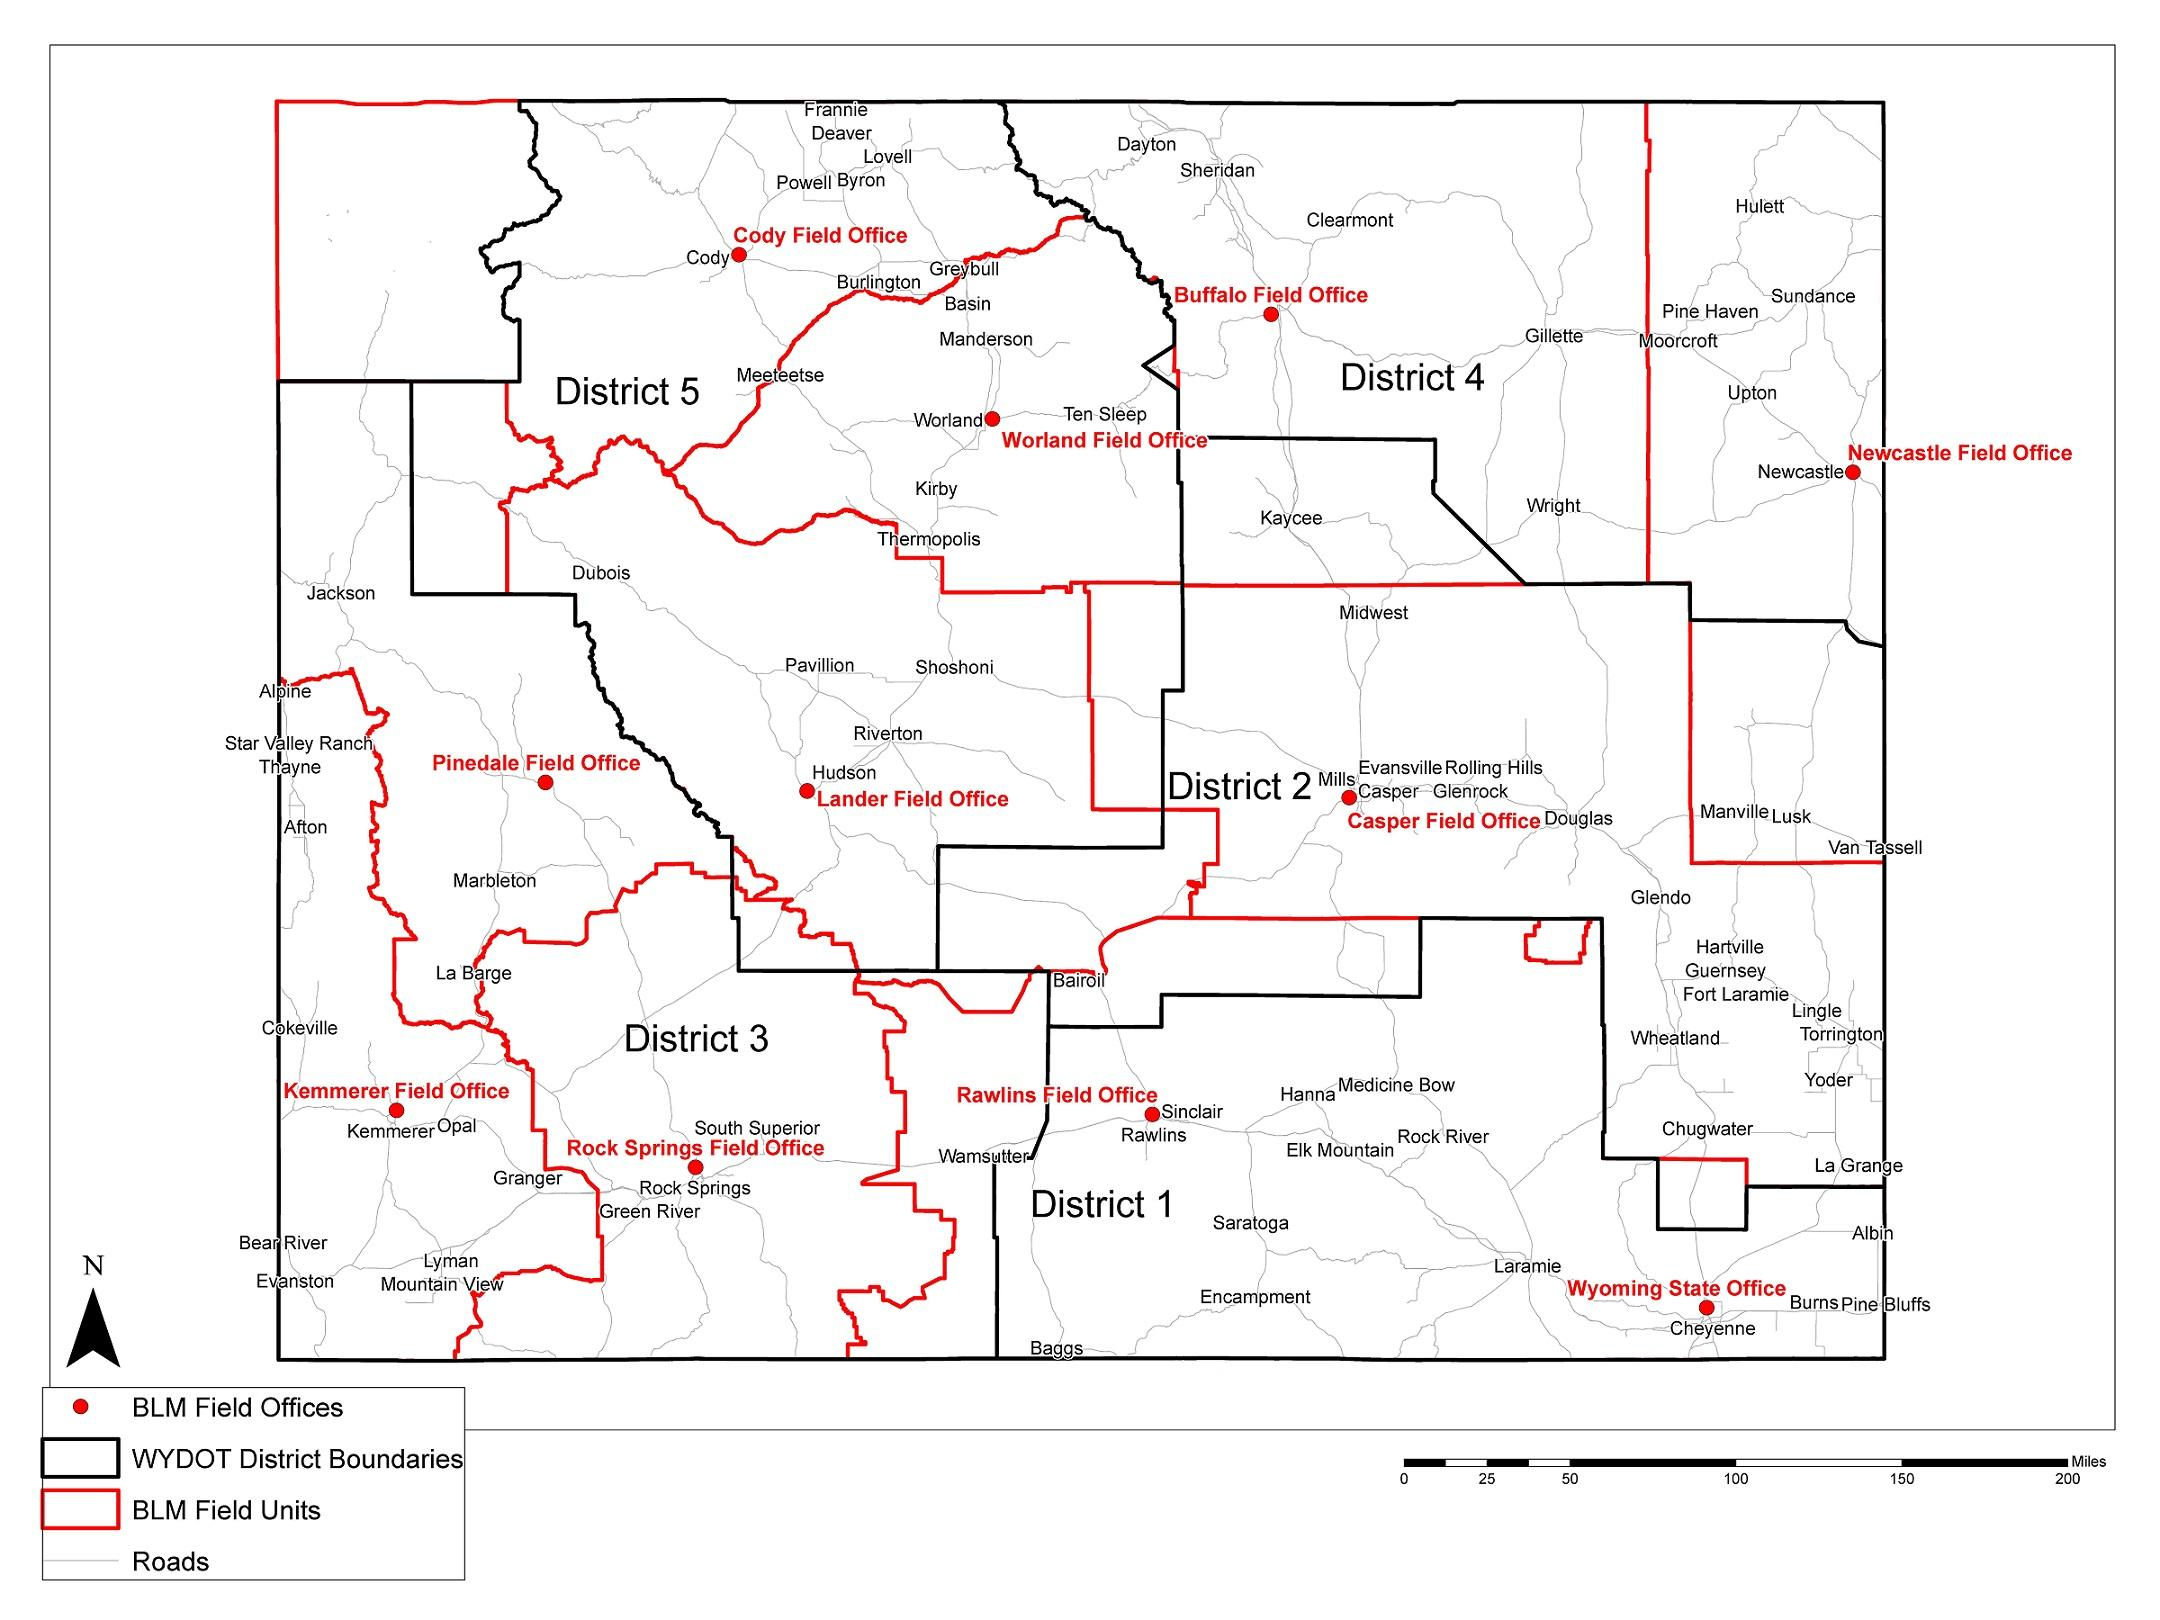 Frannie
Deaver
Lovell
Powell Byron
Dayton
Sheridan
Hulett
Clearmont
Cody Field Office
Cody
Greybull
Burlington
Basin
Buffalo Field Office
Sundance
Pine Haven
Manderson
Gillette
Moorcroft
Meeteetse
District 5
District 4
Upton
Ten Sleep
Worland
Worland Field Office
Newcastle Field Office
Newcastle
Kirby
Wright
Kaycee
Thermopolis
Dubois
Jackson
Midwest
Pavillion
Shoshoni
Alpine
Riverton
Star Valley Ranch
Thayne
Pinedale Field Office
Hudson
Lander Field Office
District 2
Evansville Rolling Hills
Mills
Casper Glenrock
Casper Field Office
Douglas
Manville
Lusk
Afton
Van Tassell
Marbleton
Glendo
Hartville
La Barge
Guernsey
Bairoil
Fort Laramie
Lingle
Cokeville
District 3
Wheatland
Torrington
Yoder
Kemmerer Field Office
Rawlins Field Office
Medicine Bow
Hanna
Sinclair
Kemmerer
Opal
South Superior
Rawlins
Chugwater
Rock River
Rock Springs Field Office
Elk Mountain
Wamsutter
La Grange
Granger
Rock Springs
Green River
District 1
Saratoga
Albin
Bear River
Lyman
Laramie
Evanston
Mountain View
Wyoming State Office
Encampment
Burns
Pine Bluffs
Cheyenne
Baggs
N
BLM Field Offices
WYDOT District Boundaries
BLM Field Units
Roads
Miles
0 25 50 100 150 200